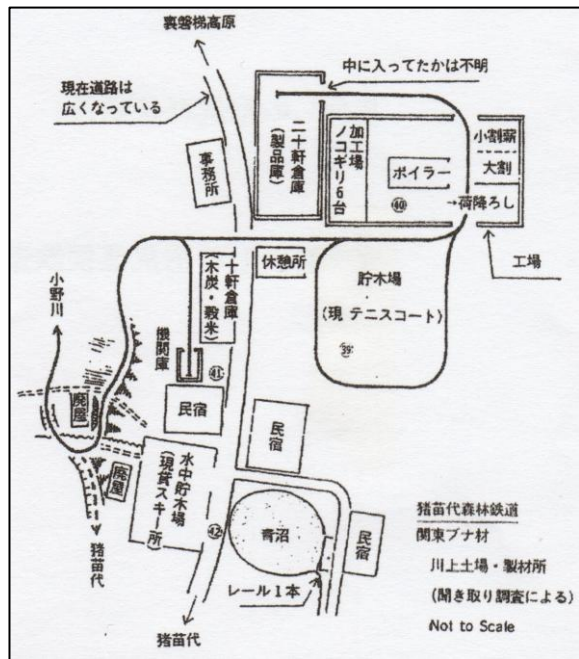 裏磐梯高原
現在道路は
広くなっている
中に入ってたかは不明
二十軒倉庫
(製品庫)
加工場
ノコギリ6台
ボイラー
小割薪
大割
→荷降ろし
工場
㊵
事務所
休憩所
貯木場
(現 テニスコート)
㊴
小野川
十軒倉庫
(木炭・穀米)
機関庫
㊶
民宿
民宿
廃屋
廃屋
水中貯木場
(現貸スキー所)
㊷
青沼
民宿
レール1本
猪苗代
猪苗代
猪苗代森林鉄道
関東ブナ材
川上土場・製材所
(聞き取り調査による)
Not to Scale